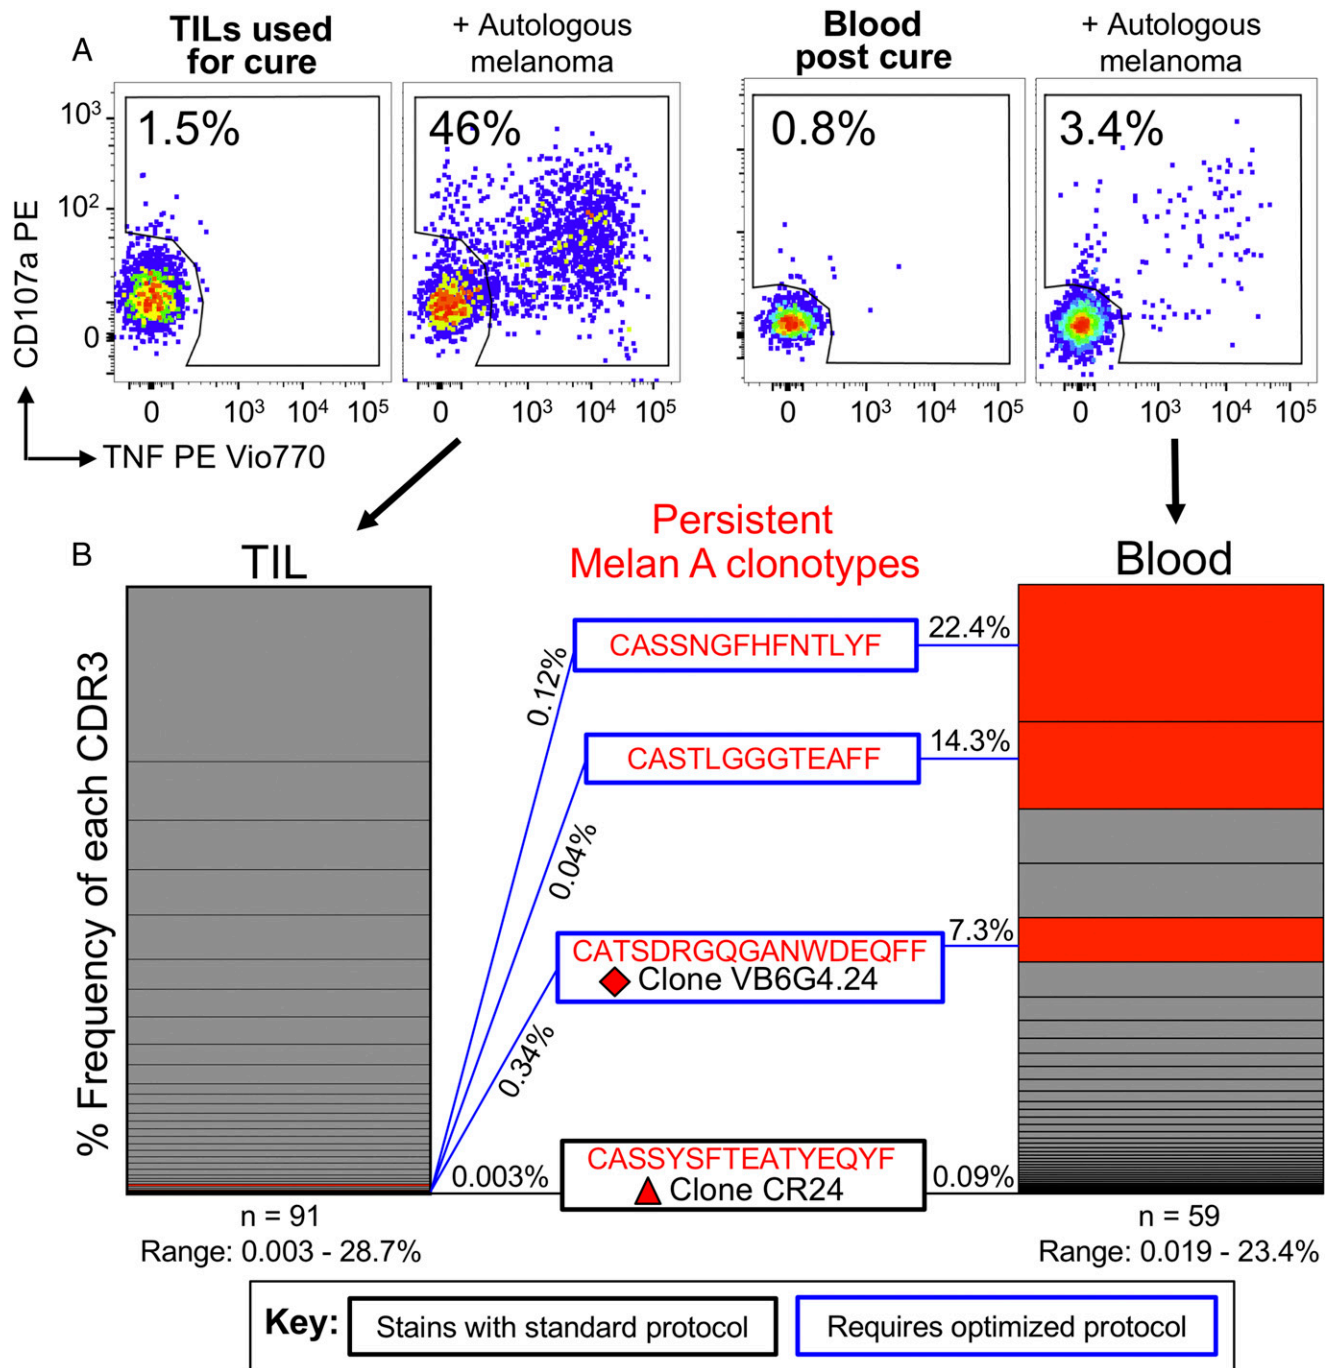 A
TILs used
for cure
+ Autologous
melanoma
Blood
post cure
+ Autologous
melanoma
1.5%
46%
0.8%
3.4%
10³
10²
0
CD107a PE
0 10³ 10⁴ 10⁵
0 10³ 10⁴ 10⁵
0 10³ 10⁴ 10⁵
0 10³ 10⁴ 10⁵
TNF PE Vio770
B
TIL
Persistent
Melan A clonotypes
Blood
% Frequency of each CDR3
0.12%
CASSNGFHFNTLYF
22.4%
0.04%
CASTLGGGTEAFF
14.3%
0.34%
CATSDRGQGANWDEQFF
Clone VB6G4.24
7.3%
0.003%
CASSYSFTEATYEQYF
Clone CR24
0.09%
n = 91
Range: 0.003 - 28.7%
n = 59
Range: 0.019 - 23.4%
Key:
Stains with standard protocol
Requires optimized protocol